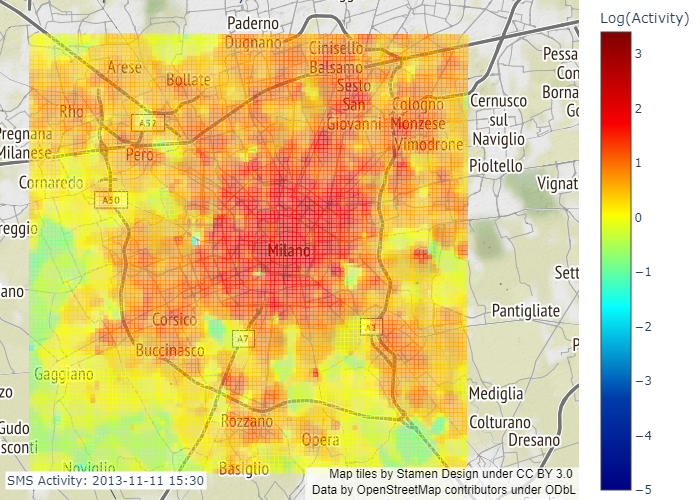 Paderno
Dugnano
Log(Activity)
Cinisello
Balsamo
Arese
Bollate
Sesto
San
Giovanni
Rho
A52
Cologno
Monzese
Cernusco
sul
Naviglio
Pessa
Con
Borna
Go
Pregnana
Milanese
Pero
Vimodrone
Pioltello
Cornaredo
A50
Vignat
reggio
Milano
Sett
ano
Corsico
A7
Pantigliate
P
Buccinasco
Gaggiano
zo
Mediglia
Rozzano
Colturano
Gudo
sconti
Opera
Dresano
Noviglio
Basiglio
SMS Activity: 2013-11-11 15:30
Map tiles by Stamen Design under CC BY 3.0
Data by OpenStreetMap contributors under ODbL
3
2
1
0
−1
−2
−3
−4
−5